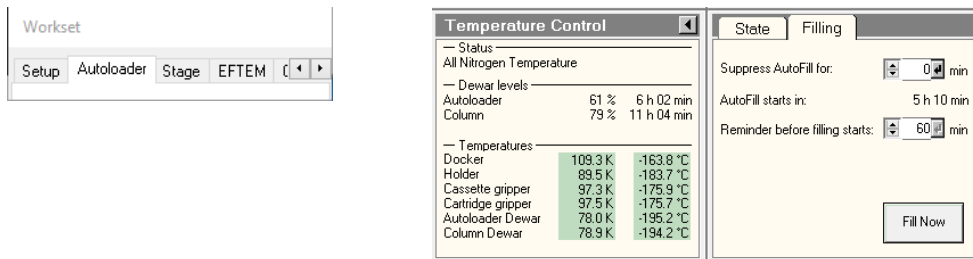 Workset
Setup Autoloader Stage EFTEM
Temperature Control
Status
All Nitrogen Temperature
Dewar levels
Autoloader 61 % 6 h 02 min
Column 79 % 11 h 04 min
Temperatures
Docker 109.3 K -163.8 °C
Holder 89.5 K -183.7 °C
Cassette gripper 97.3 K -175.9 °C
Cartridge gripper 97.5 K -175.7 °C
Autoloader Dewar 78.0 K -195.2 °C
Column Dewar 78.9 K -194.2 °C
State Filling
Suppress AutoFill for: 0 min
AutoFill starts in: 5 h 10 min
Reminder before filling starts: 60 min
Fill Now